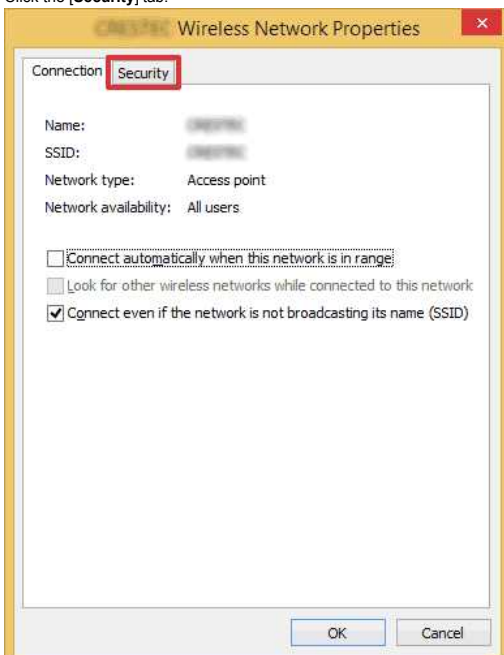 Click the [Security] tab.
Wireless Network Properties
Connection Security
Name:
SSID:
Network type: Access point
Network availability: All users
Connect automatically when this network is in range
Look for other wireless networks while connected to this network
Connect even if the network is not broadcasting its name (SSID)
OK Cancel